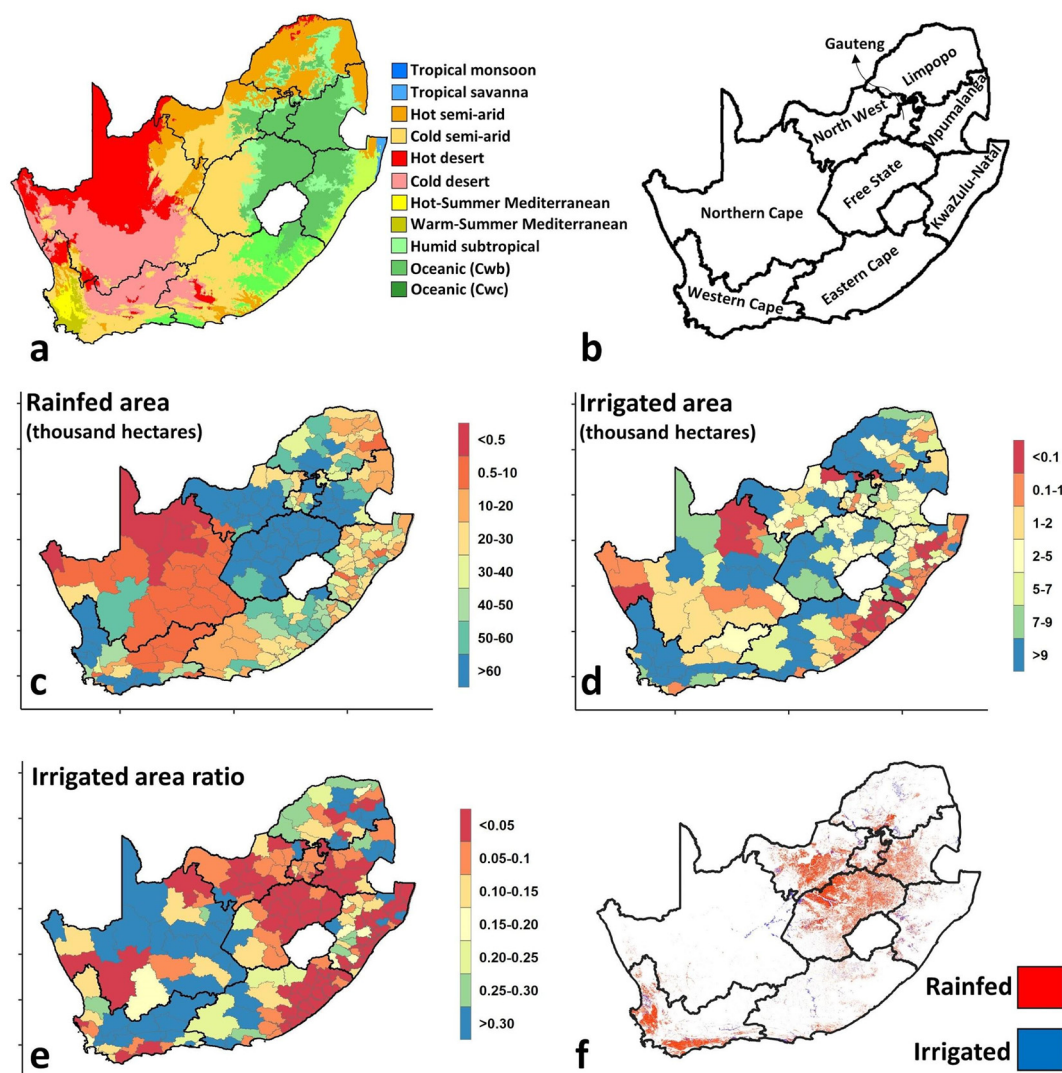 a
Tropical monsoon
Tropical savanna
Hot semi-arid
Cold semi-arid
Hot desert
Cold desert
Hot-Summer Mediterranean
Warm-Summer Mediterranean
Humid subtropical
Oceanic (Cwb)
Oceanic (Cwc)
b
Gauteng
Limpopo
North West
Mpumalanga
Free State
KwaZulu-Natal
Northern Cape
Eastern Cape
Western Cape
Rainfed area
(thousand hectares)
<0.5
0.5-10
10-20
20-30
30-40
40-50
50-60
>60
c
Irrigated area
(thousand hectares)
<0.1
0.1-1
1-2
2-5
5-7
7-9
>9
d
Irrigated area ratio
<0.05
0.05-0.1
0.10-0.15
0.15-0.20
0.20-0.25
0.25-0.30
>0.30
e
f
Rainfed
Irrigated